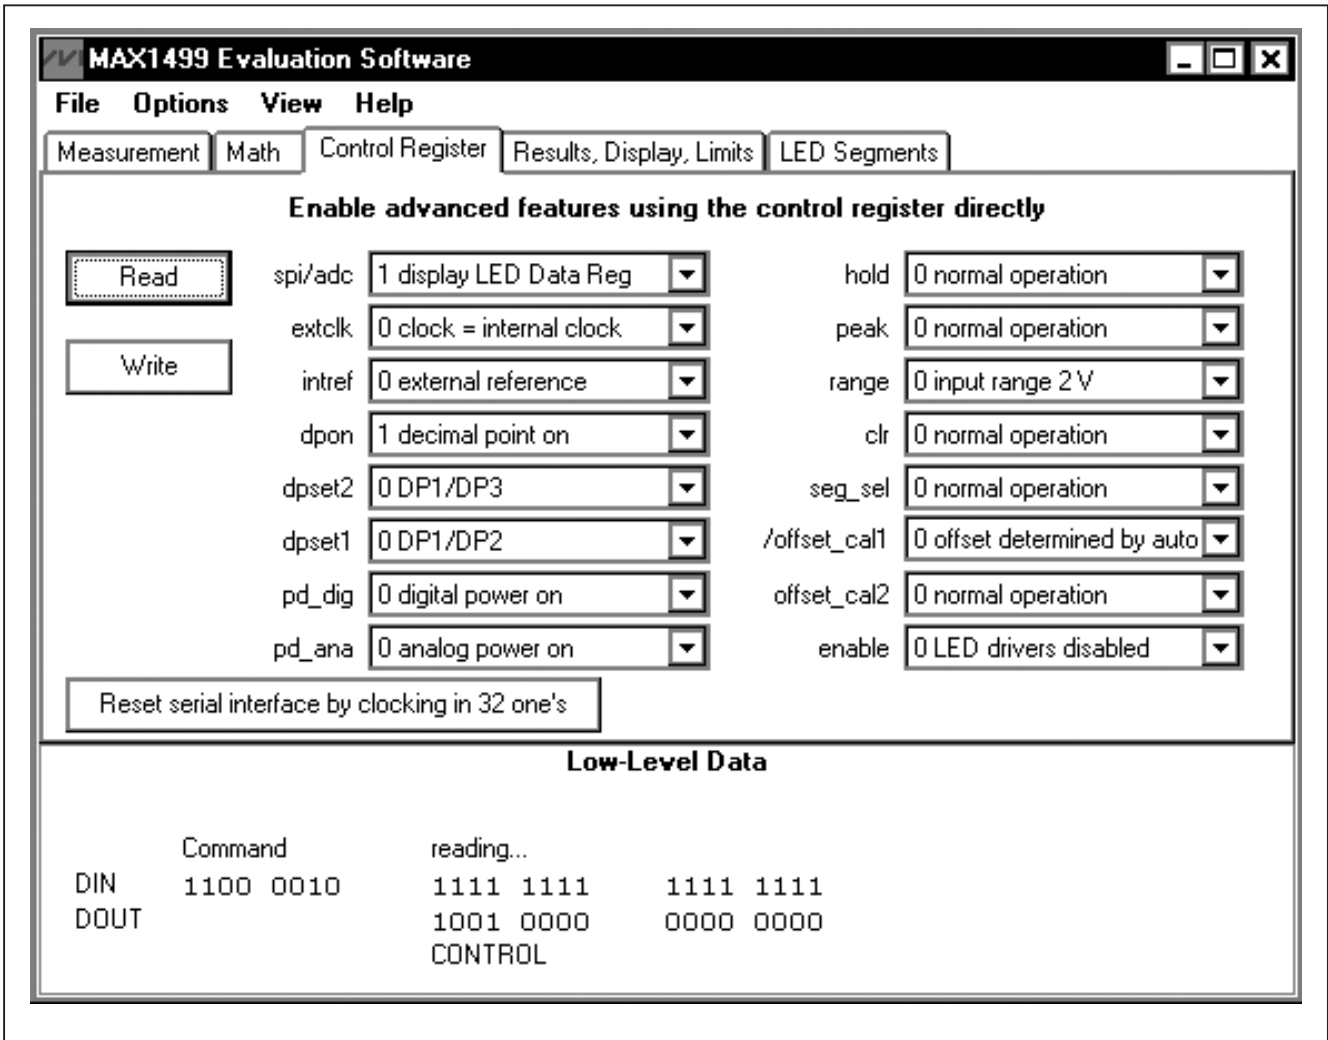 MAX1499 Evaluation Software
File Options View Help
Measurement Math Control Register Results, Display, Limits LED Segments
Enable advanced features using the control register directly
Read spi/adc 1 display LED Data Reg hold 0 normal operation
extclk 0 clock = internal clock peak 0 normal operation
Write intref 0 external reference range 0 input range 2 V
dpon 1 decimal point on clr 0 normal operation
dpset2 0 DP1/DP3 seg_sel 0 normal operation
dpset1 0 DP1/DP2 /offset_cal1 0 offset determined by auto
pd_dig 0 digital power on offset_cal2 0 normal operation
pd_ana 0 analog power on enable 0 LED drivers disabled
Reset serial interface by clocking in 32 one's
Low-Level Data
Command reading...
DIN 1100 0010 1111 1111 1111 1111
DOUT 1001 0000 0000 0000
CONTROL